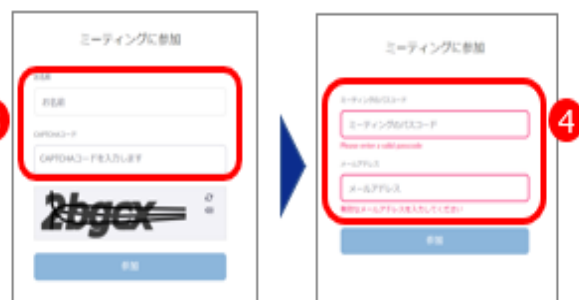 ミーティングに参加
お名前
お名前
CAPTCHAコード
CAPTCHAコードを入力します
2bgcx
参加
ミーティングに参加
ミーティングのパスコード
ミーティングのパスコード
Please enter a valid passcode
メールアドレス
メールアドレス
有効なメールアドレスを入力してください
参加
4